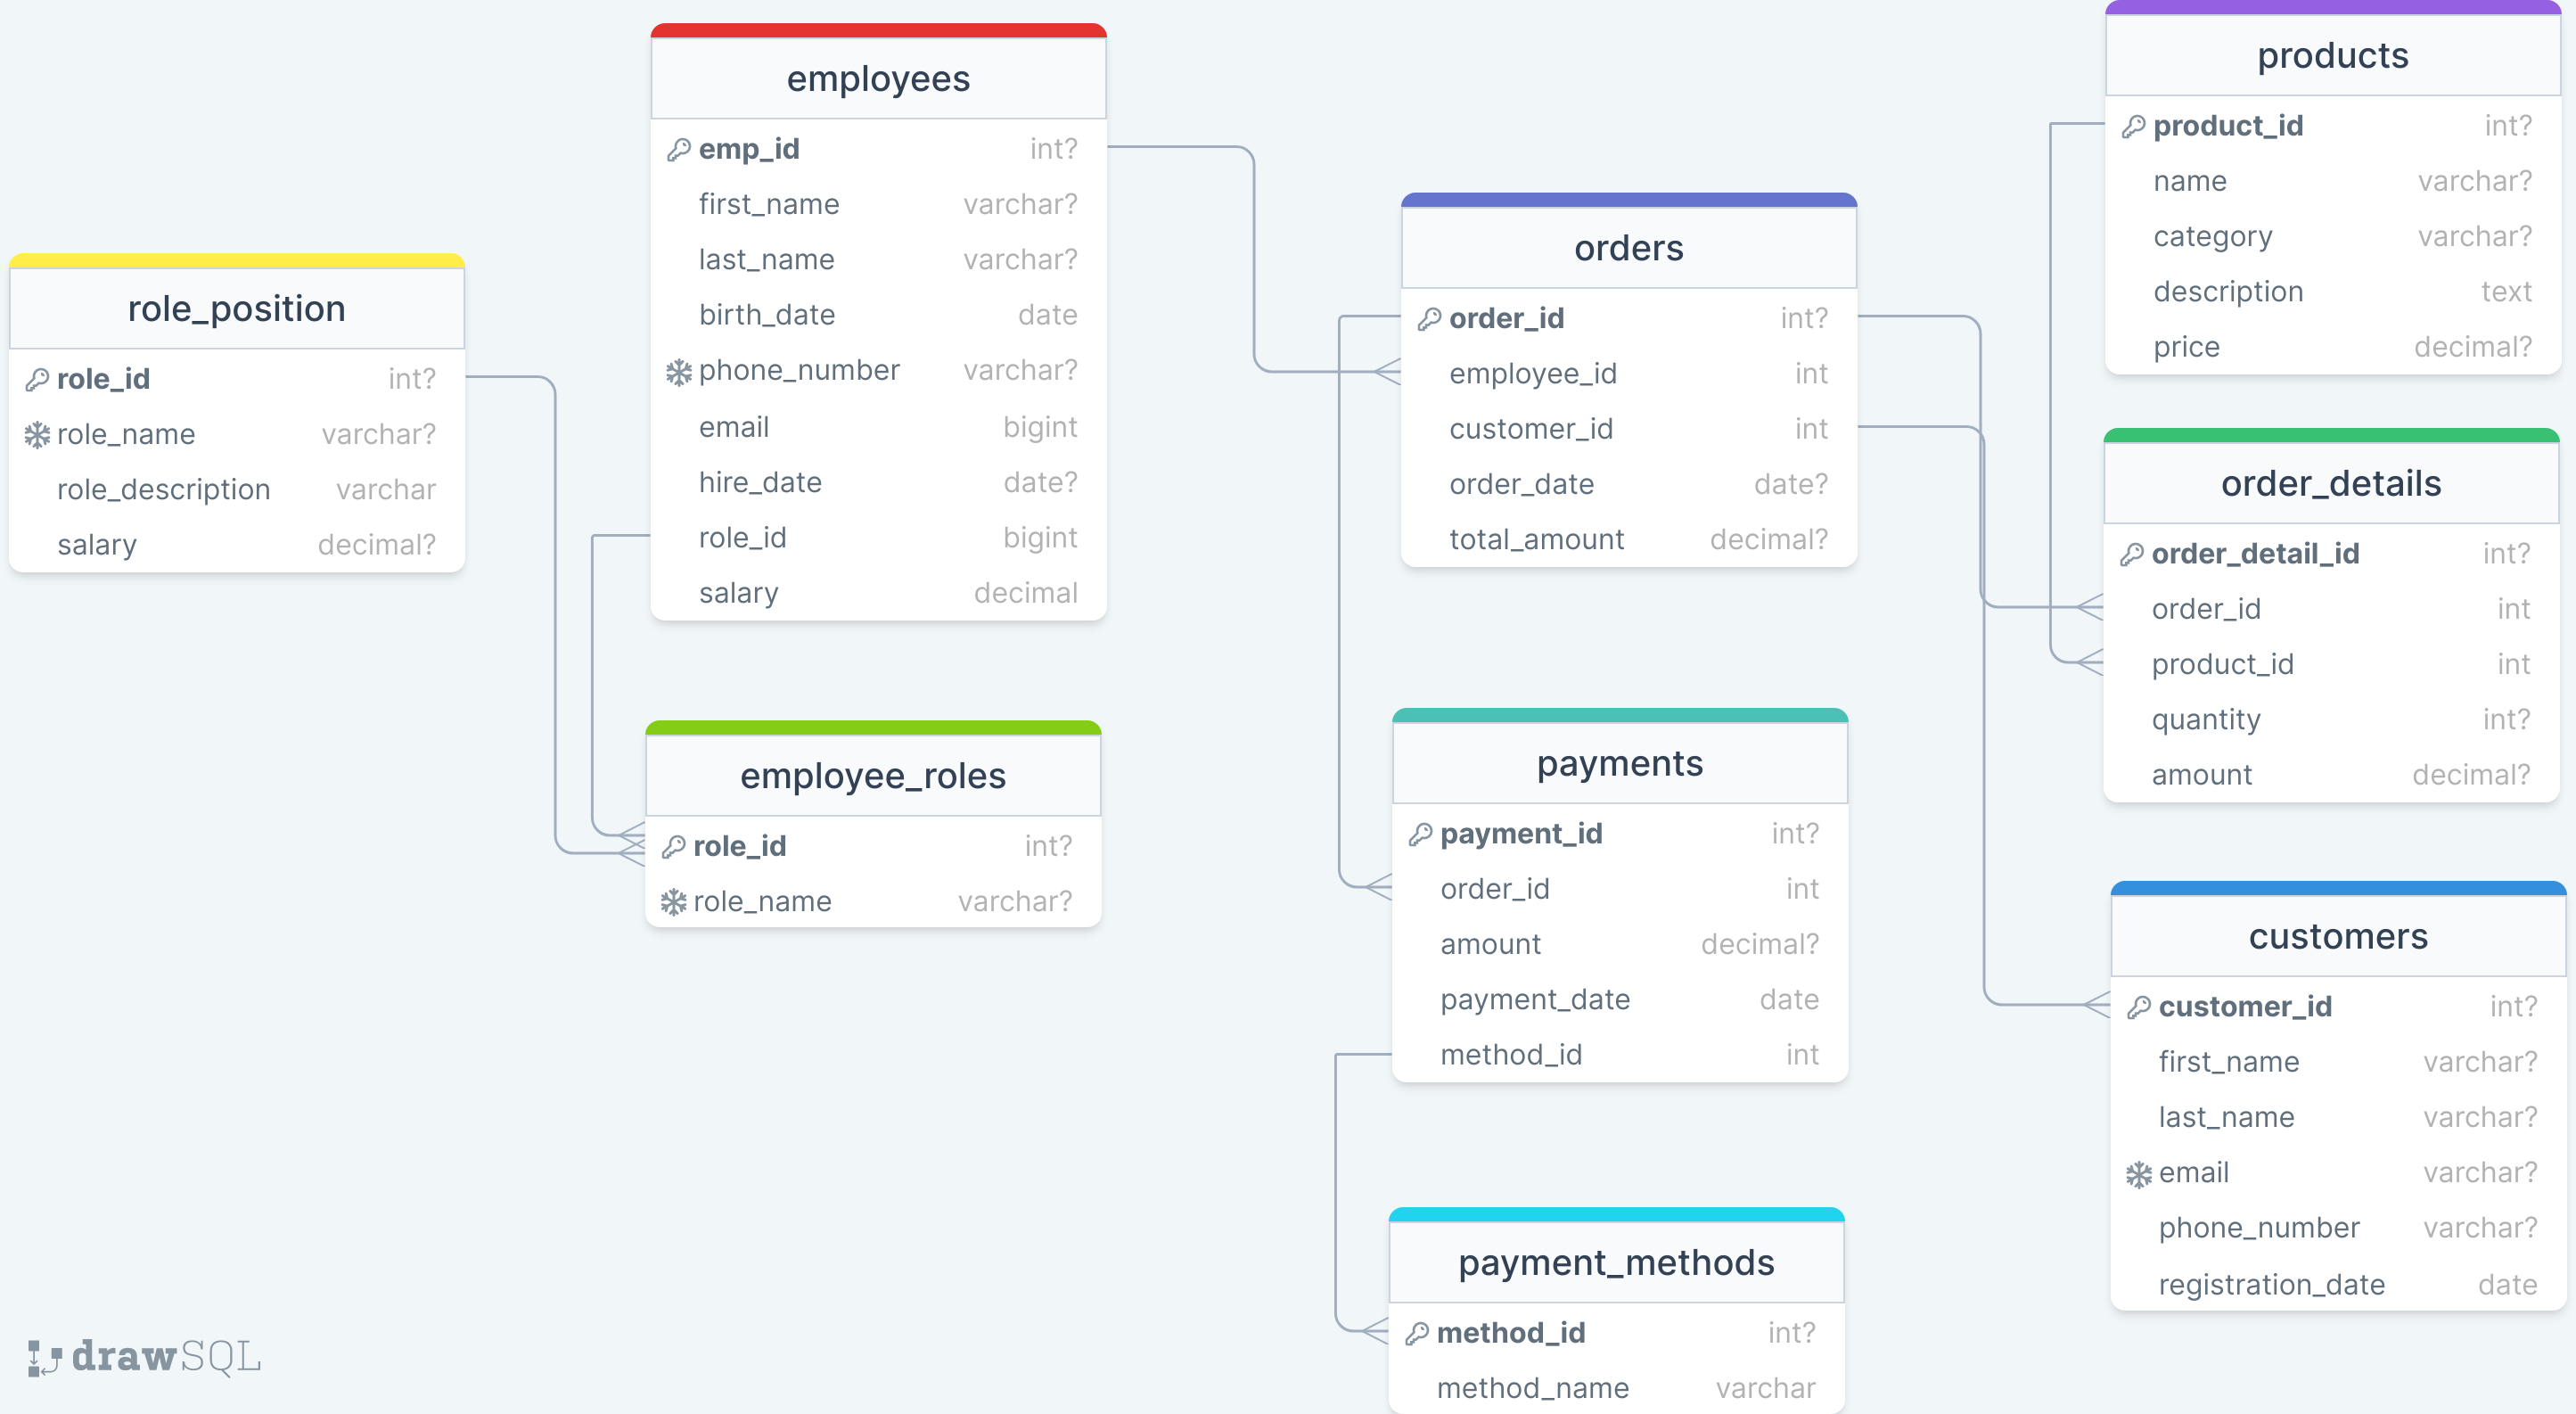 role_position
role_id int?
role_name varchar?
role_description varchar
salary decimal?
employees
emp_id int?
first_name varchar?
last_name varchar?
birth_date date
phone_number varchar?
email bigint
hire_date date?
role_id bigint
salary decimal
employee_roles
role_id int?
role_name varchar?
orders
order_id int?
employee_id int
customer_id int
order_date date?
total_amount decimal?
payments
payment_id int?
order_id int
amount decimal?
payment_date date
method_id int
payment_methods
method_id int?
method_name varchar
products
product_id int?
name varchar?
category varchar?
description text
price decimal?
order_details
order_detail_id int?
order_id int
product_id int
quantity int?
amount decimal?
customers
customer_id int?
first_name varchar?
last_name varchar?
email varchar?
phone_number varchar?
registration_date date
drawSQL